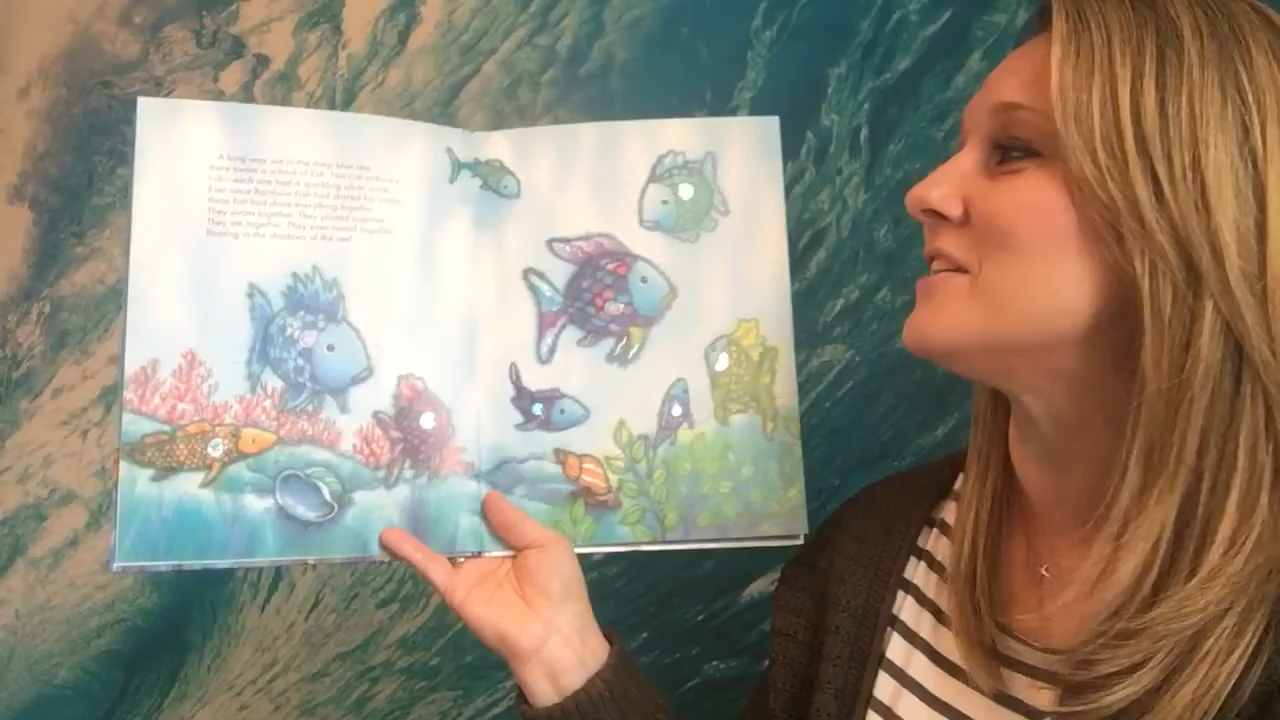 A long way out in the deep blue sea
there swam a school of fish. Not just ordinary
fish—each one had a sparkling silver scale.
Ever since Rainbow Fish had shared his scales,
these fish had done everything together.
They swam together. They played together.
They ate together. They even rested together,
floating in the shadows of the reef.